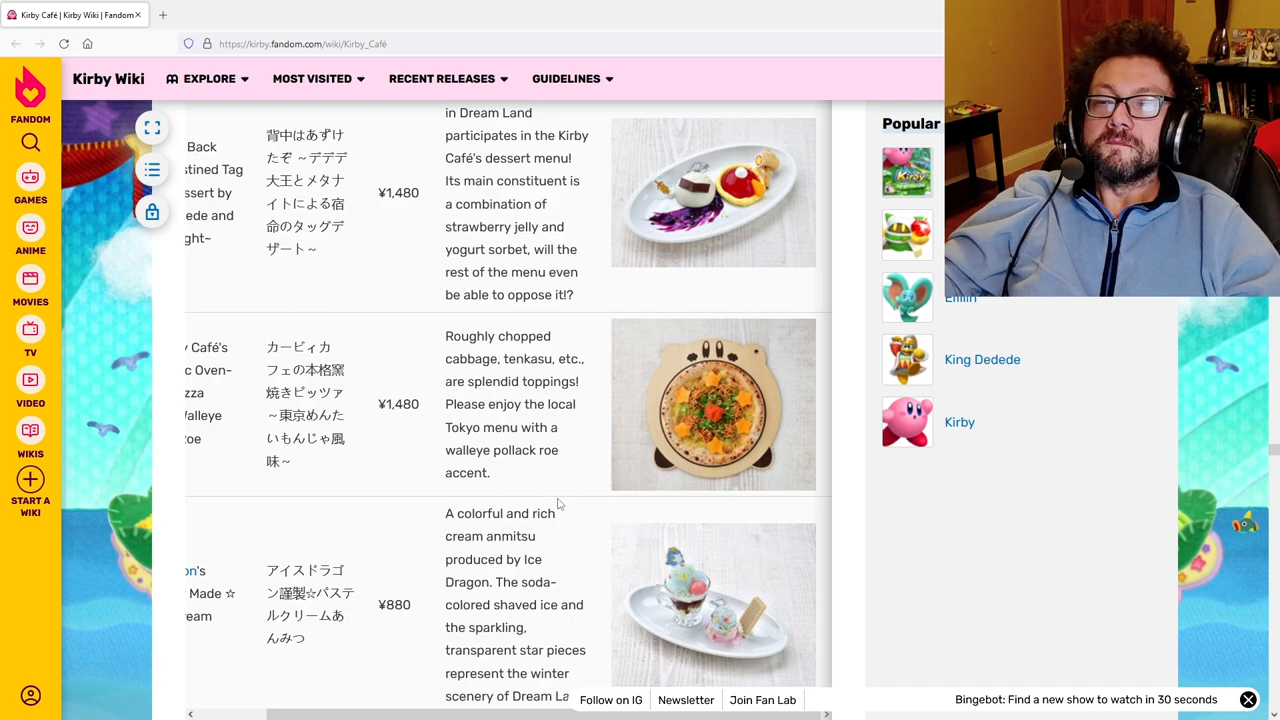 Kirby Café | Kirby Wiki | Fandom
https://kirby.fandom.com/wiki/Kirby_Café
Kirby Wiki
EXPLORE
MOST VISITED
RECENT RELEASES
GUIDELINES
FANDOM
GAMES
ANIME
MOVIES
TV
VIDEO
WIKIS
START A
WIKI
Back
stined Tag
ssert by
ede and
ght-
背中はあずけ
たぞ ~デデデ
大王とメタナ
イトによる宿
命のタッグデ
ザート~
¥1,480
in Dream Land
participates in the Kirby
Café's dessert menu!
Its main constituent is
a combination of
strawberry jelly and
yogurt sorbet, will the
rest of the menu even
be able to oppose it!?
y Café's
c Oven-
zza
Valleye
oe
カービィカ
フェの本格窯
焼きピッツァ
~東京めんた
いもんじゃ風
味~
¥1,480
Roughly chopped
cabbage, tenkasu, etc.,
are splendid toppings!
Please enjoy the local
Tokyo menu with a
walleye pollack roe
accent.
on's
Made ☆
eam
アイスドラゴ
ン謹製☆パステ
ルクリームあ
んみつ
¥880
A colorful and rich
cream anmitsu
produced by Ice
Dragon. The soda-
colored shaved ice and
the sparkling,
transparent star pieces
represent the winter
scenery of Dream La
Popular
Elfilin
King Dedede
Kirby
Follow on IG
Newsletter
Join Fan Lab
Bingebot: Find a new show to watch in 30 seconds